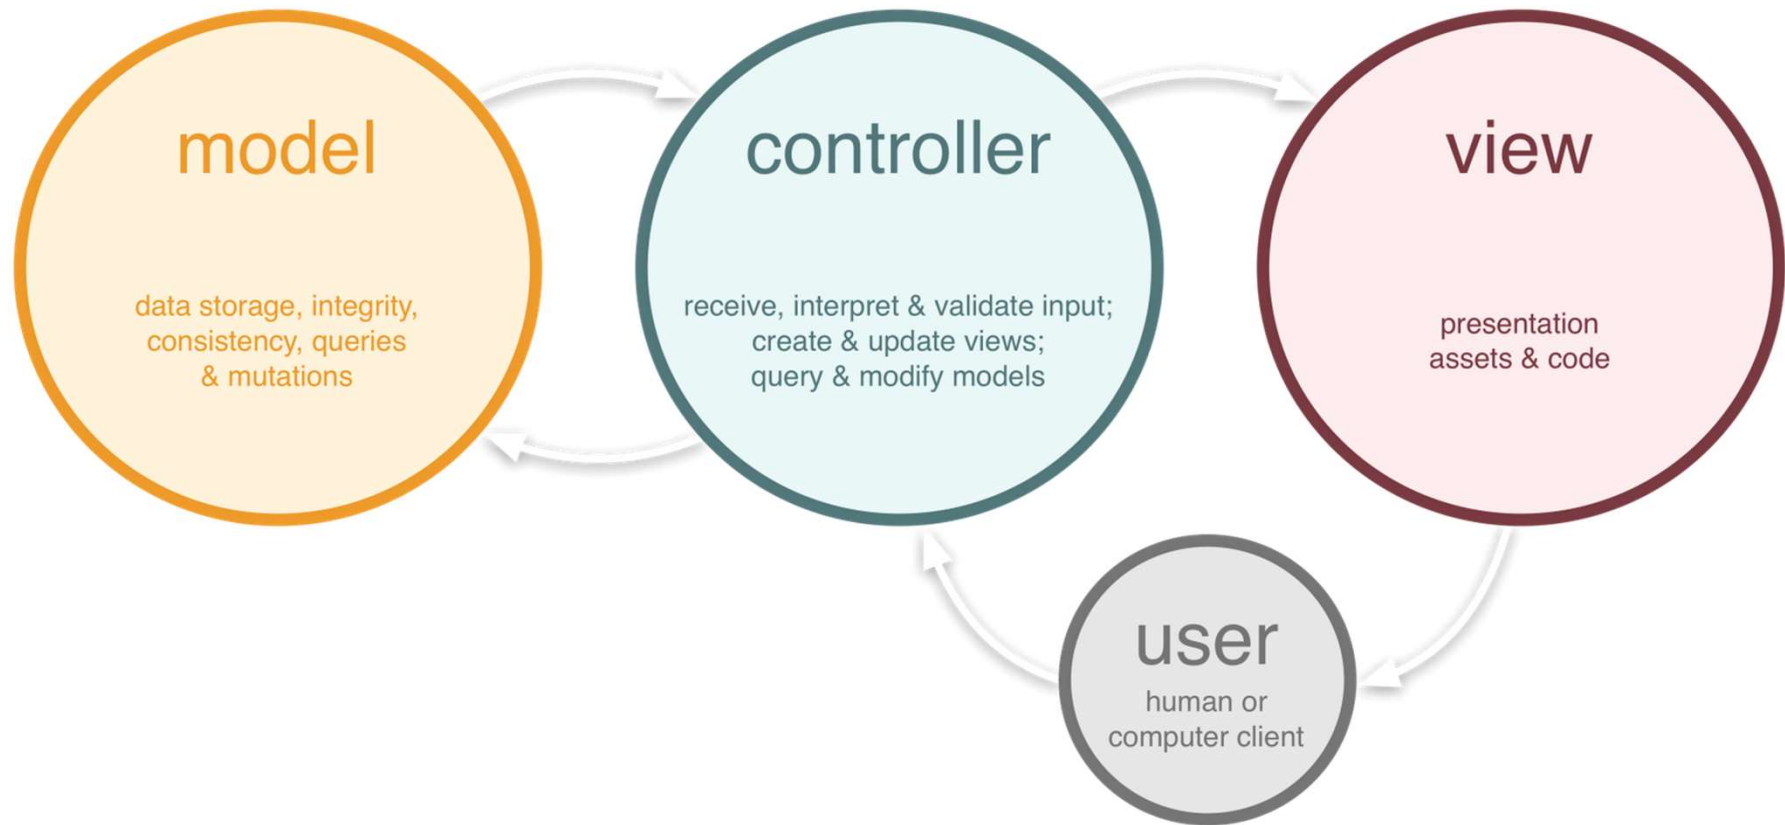 model
data storage, integrity,
consistency, queries
& mutations
controller
receive, interpret & validate input;
create & update views;
query & modify models
view
presentation
assets & code
user
human or
computer client